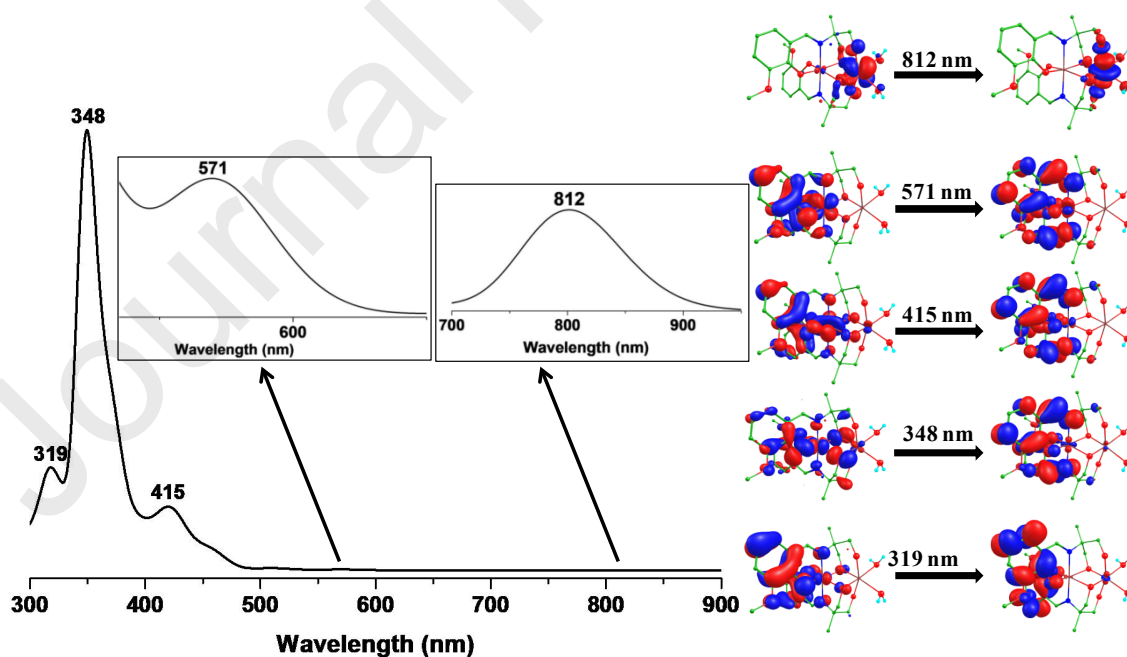 Journal
348
319
415
300
400
500
600
700
800
900
Wavelength (nm)
571
600
Wavelength (nm)
812
700
800
900
Wavelength (nm)
812 nm
571 nm
415 nm
348 nm
319 nm